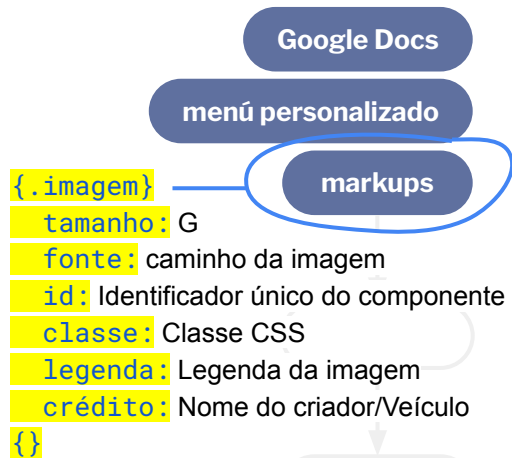 Google Docs
menú personalizado
markups
{.imagem}
tamanho: G
fonte: caminho da imagem
id: Identificador único do componente
classe: Classe CSS
legenda: Legenda da imagem
crédito: Nome do criador/Veículo
{}